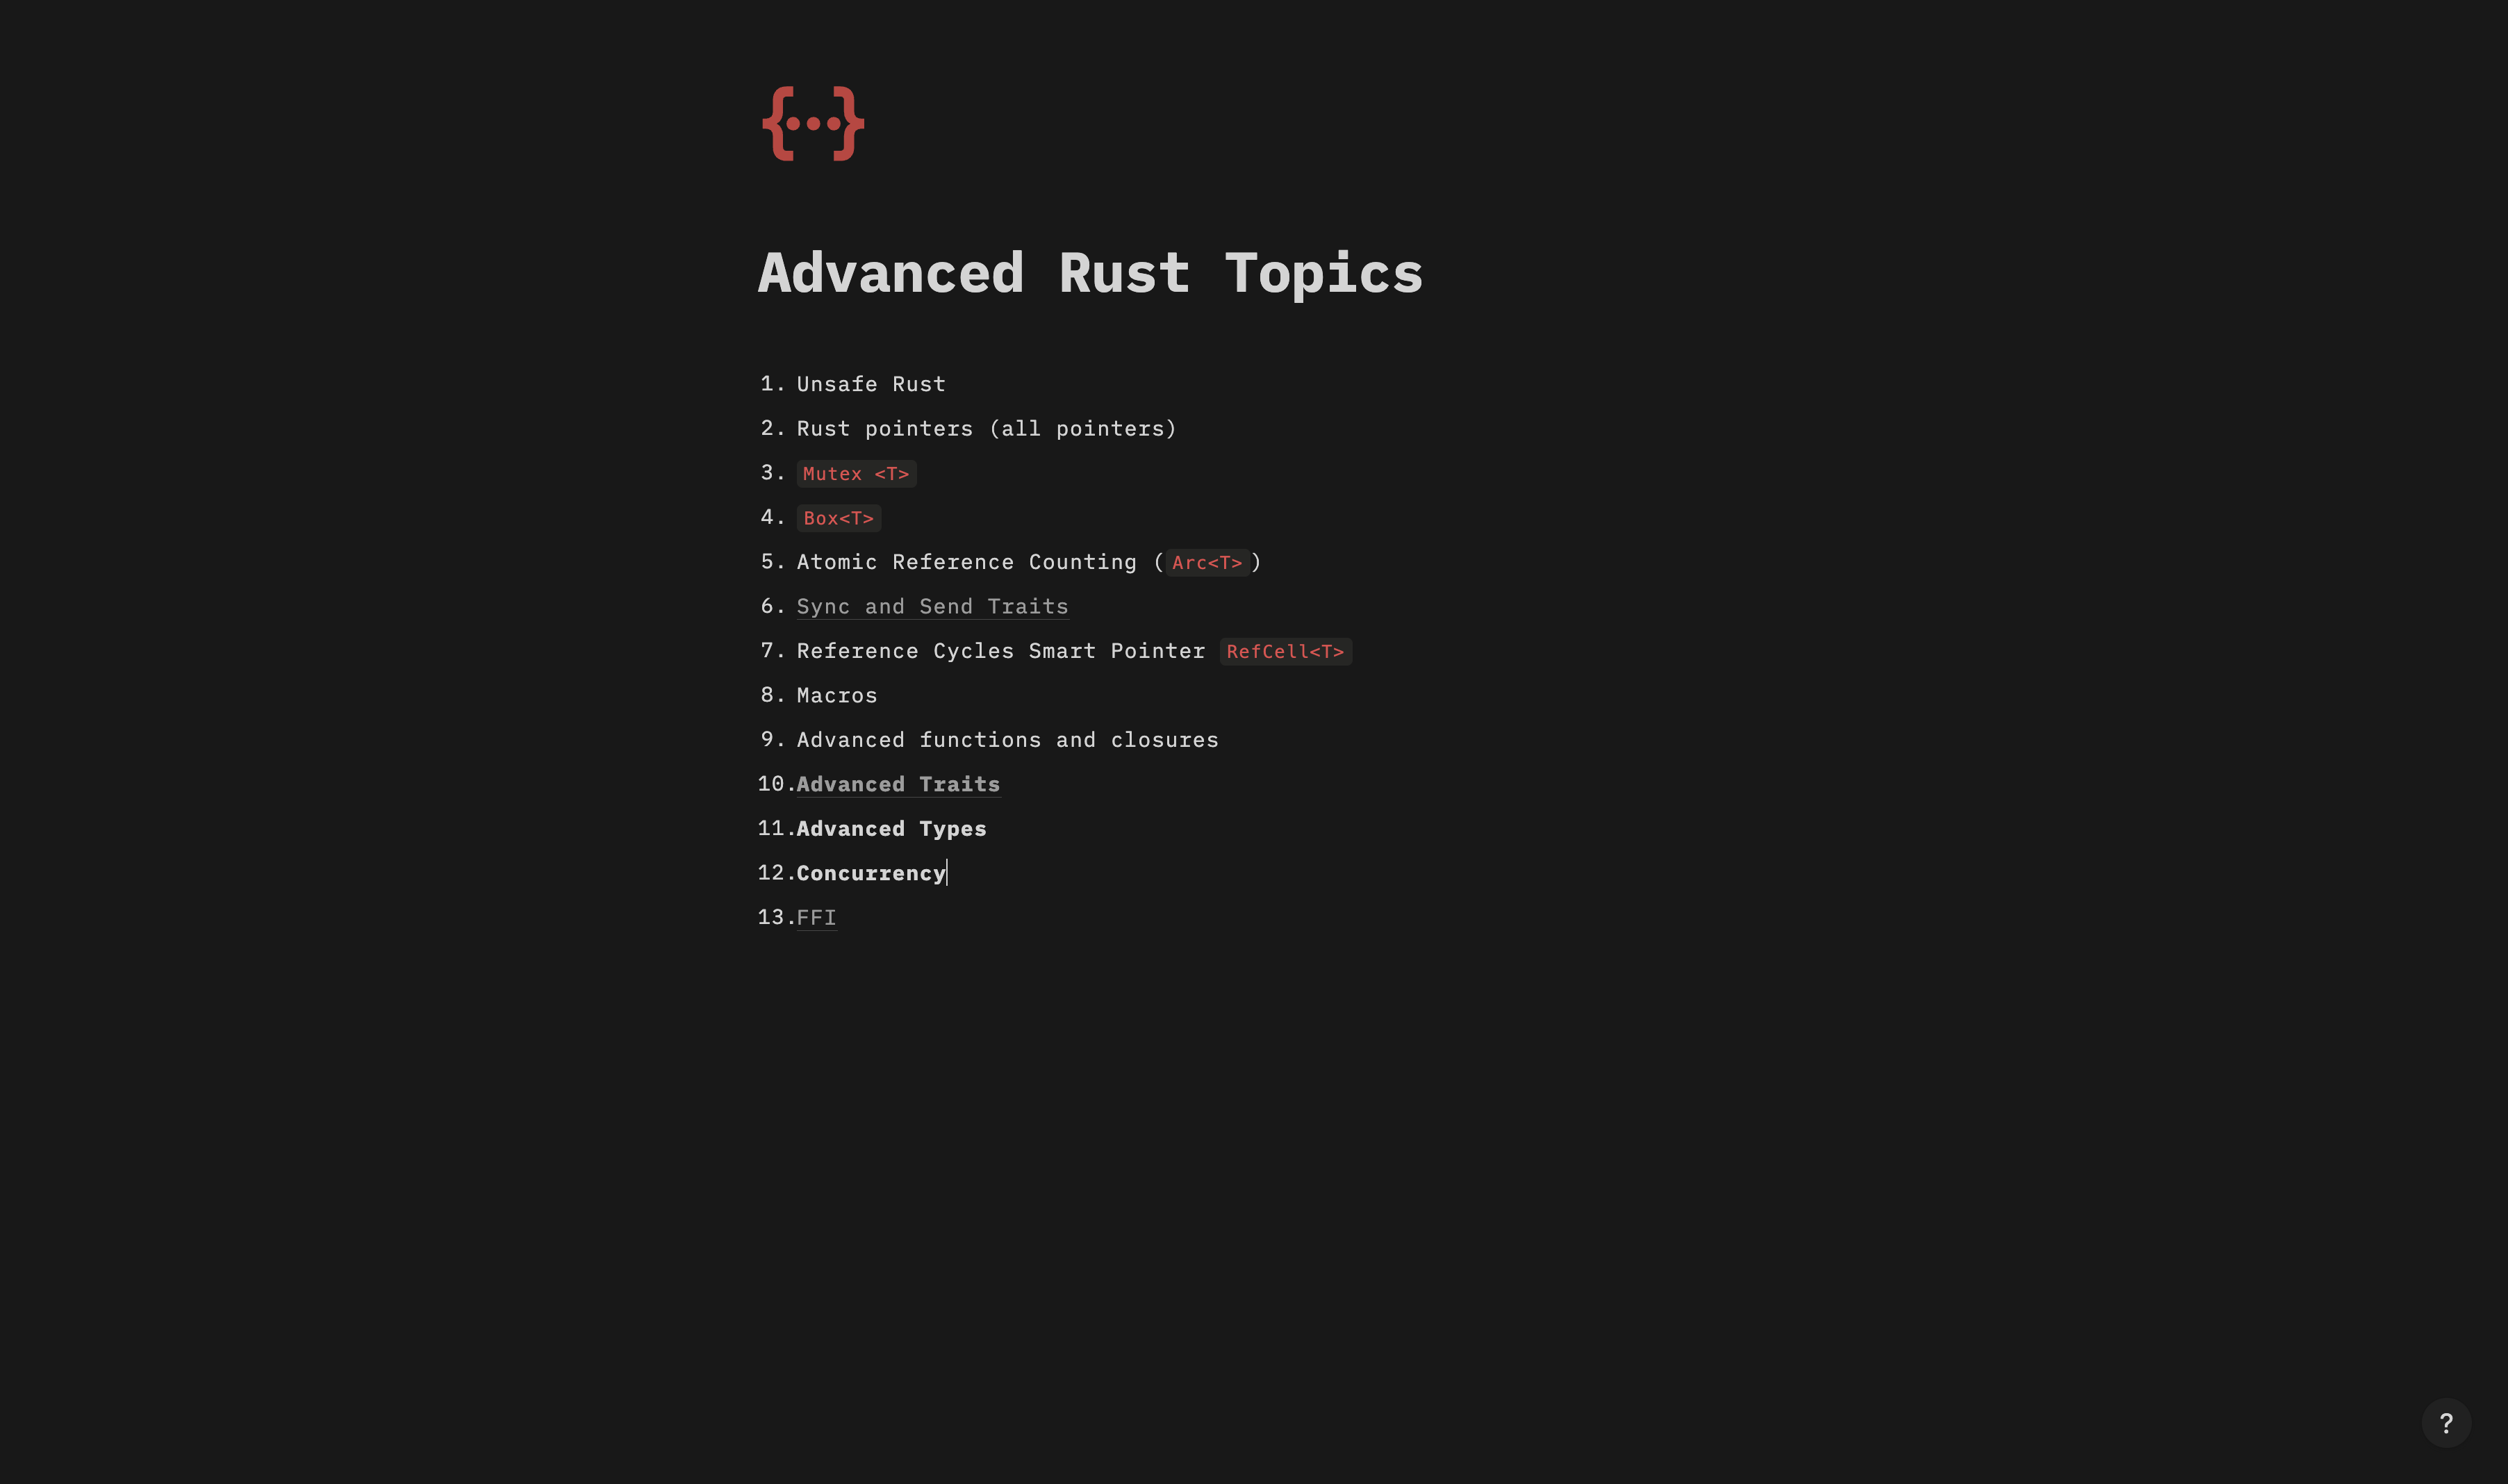 {···}
Advanced Rust Topics
1. Unsafe Rust
2. Rust pointers (all pointers)
3. Mutex <T>
4. Box<T>
5. Atomic Reference Counting (Arc<T>)
6. Sync and Send Traits
7. Reference Cycles Smart Pointer RefCell<T>
8. Macros
9. Advanced functions and closures
10. Advanced Traits
11. Advanced Types
12. Concurrency
13. FFI
?